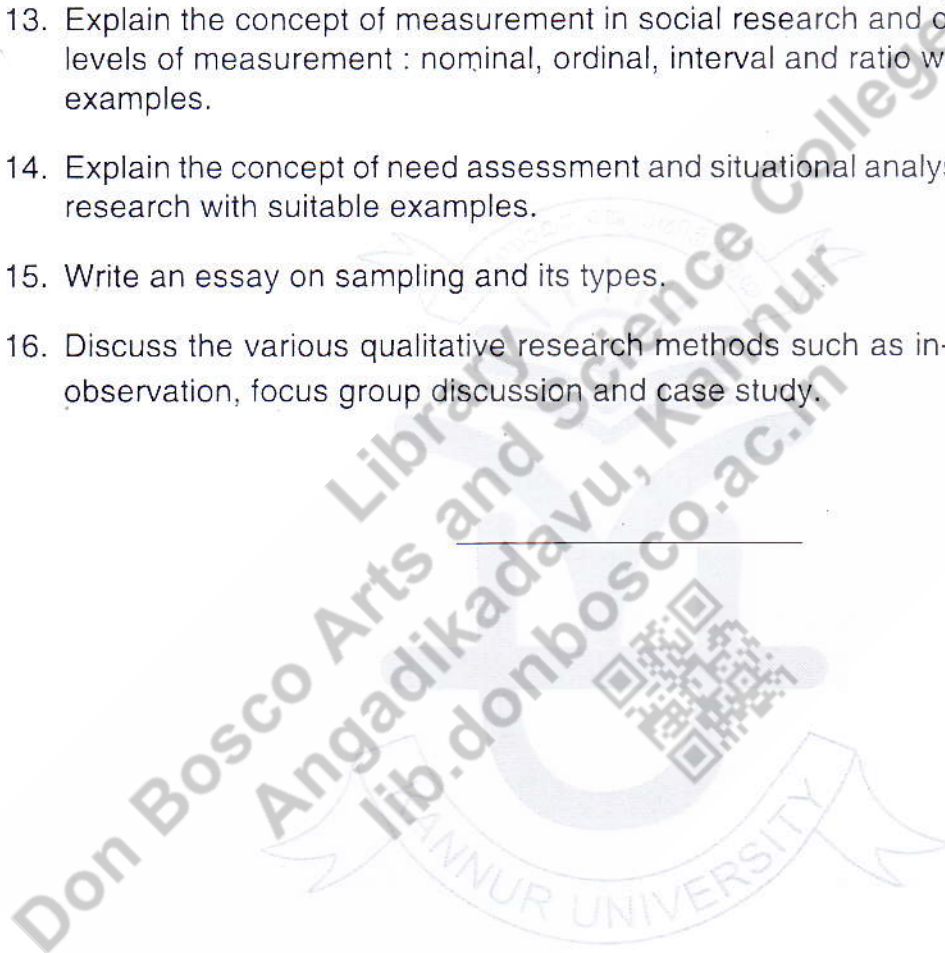 13. Explain the concept of measurement in social research and
levels of measurement : nominal, ordinal, interval and ratio
examples.
14. Explain the concept of need assessment and situational
research with suitable examples.
15. Write an essay on sampling and its types.
16. Discuss the various qualitative research methods such as
observation, focus group discussion and case study.
Library
Don Bosco Arts and Science College
Angadikadavu, Kannur
lib.donbosco.ac.in
ANNUR UNIVERSITY